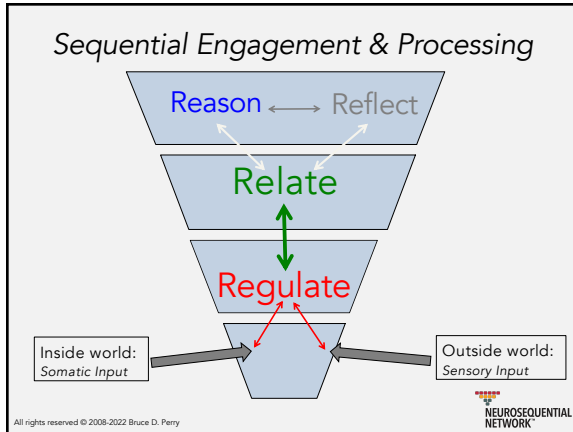 Sequential Engagement & Processing
Reason Reflect
Relate
Regulate
Inside world:
Somatic Input
Outside world:
Sensory Input
All rights reserved © 2008-2022 Bruce D. Perry
NEUROSEQUENTIAL
NETWORK™